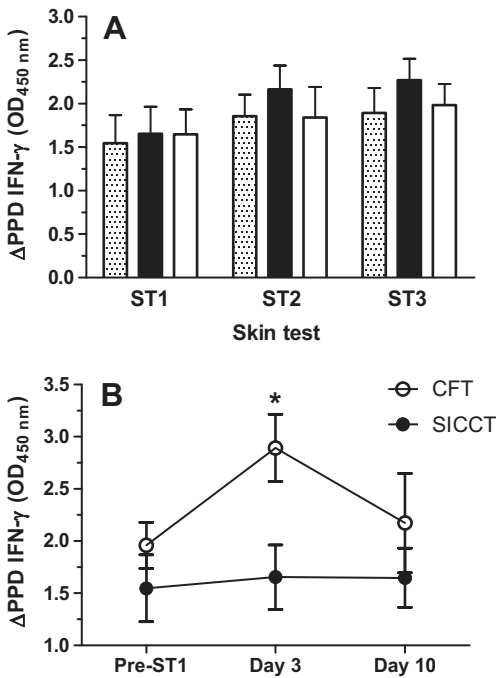 A
ΔPPD IFN-γ (OD450 nm)
3.0
2.5
2.0
1.5
1.0
0.5
0.0
ST1 ST2 ST3
Skin test
B
CFT
SICCT
*
ΔPPD IFN-γ (OD450 nm)
3.5
3.0
2.5
2.0
1.5
1.0
Pre-ST1 Day 3 Day 10